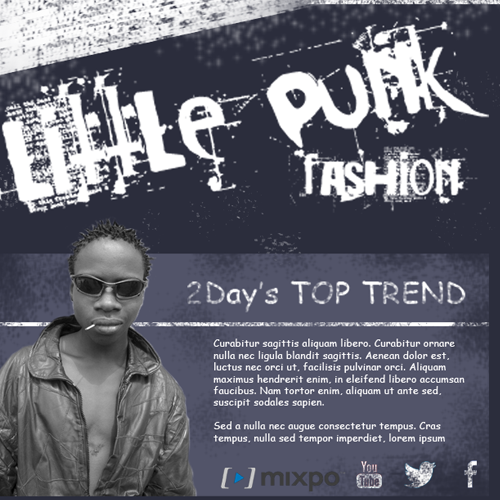 LiTTLe PUNK
fASHiON
2Day's TOP TREND
Curabitur sagittis aliquam libero. Curabitur ornare
nulla nec ligula blandit sagittis. Aenean dolor est,
luctus nec orci ut, facilisis pulvinar orci. Aliquam
maximus hendrerit enim, in eleifend libero accumsan
faucibus. Nam tortor enim, aliquam ut ante sed,
suscipit sodales sapien.
Sed a nulla nec augue consectetur tempus. Cras
tempus, nulla sed tempor imperdiet, lorem ipsum
[▶] mixpo
You
Tube
f